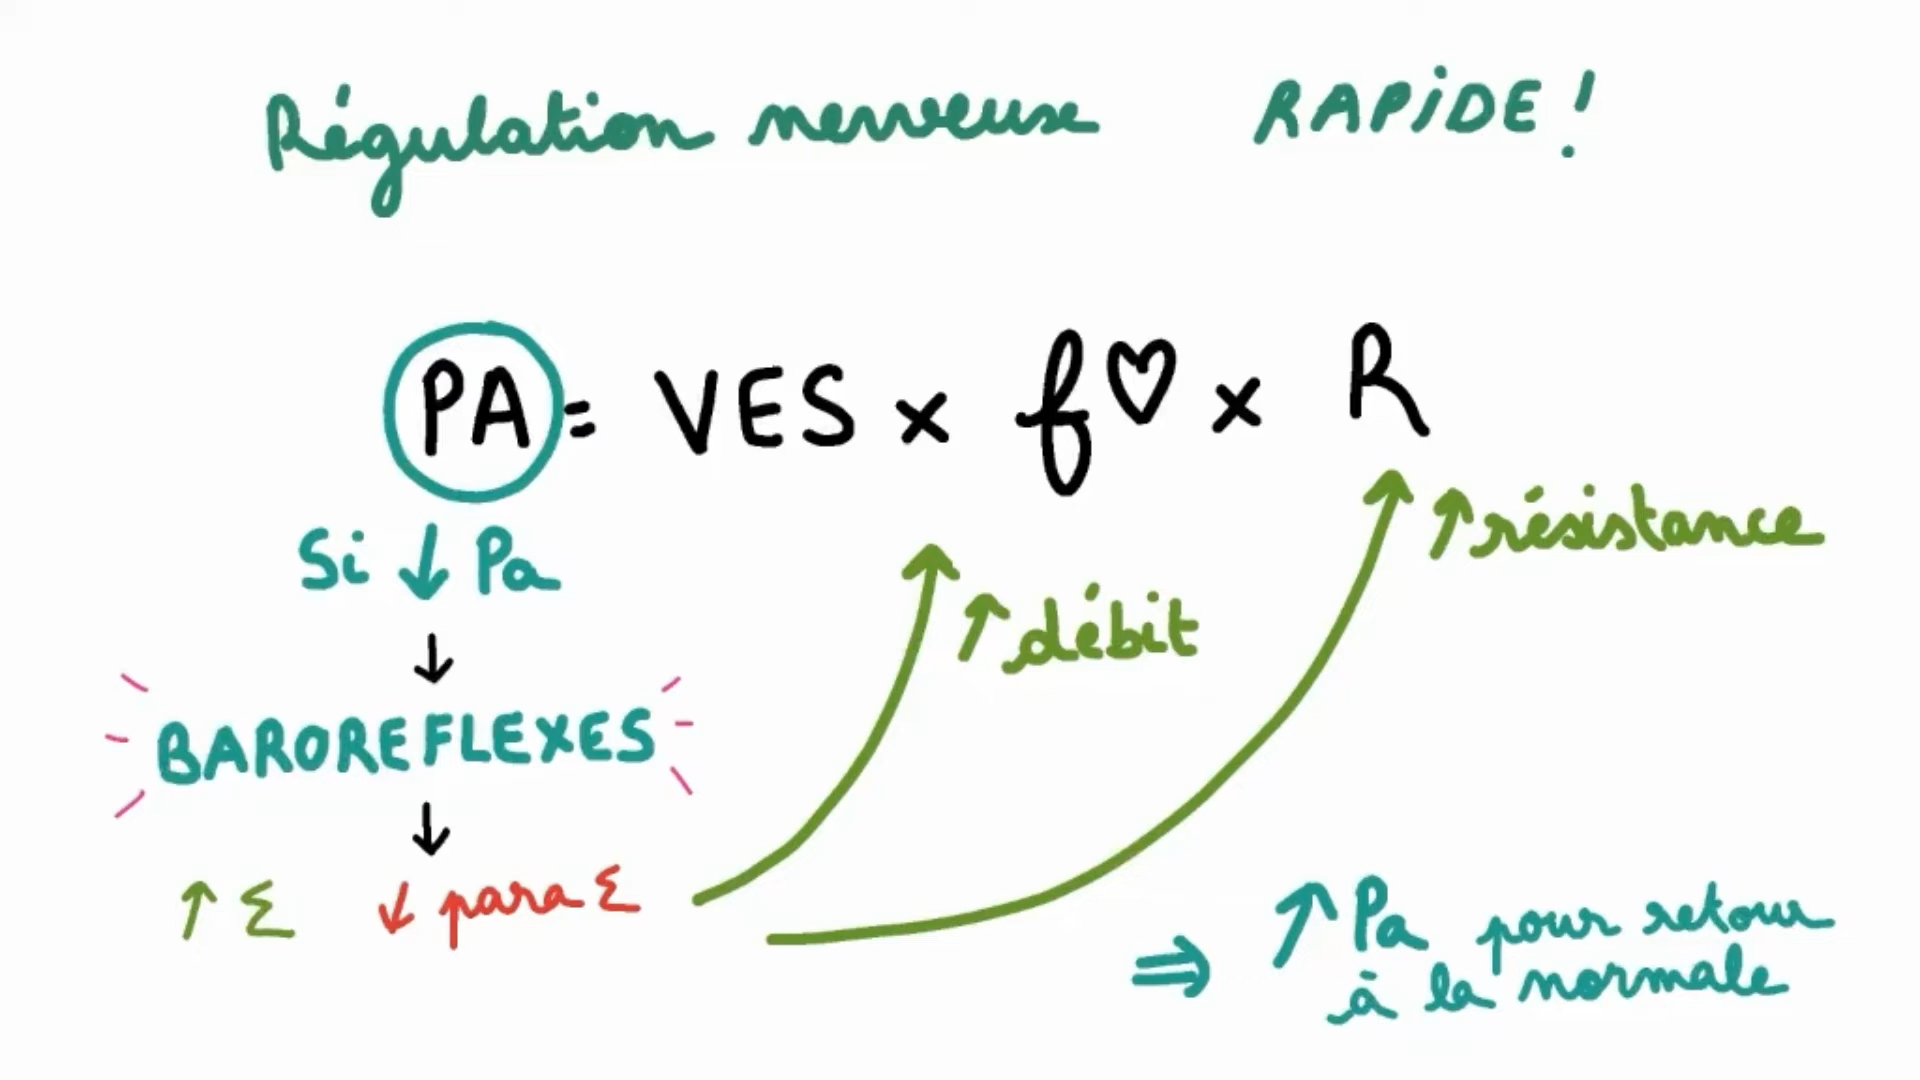 Régulation nerveuse RAPIDE!
PA = VES x f♡ x R
Si ↓ Pa
↑ résistance
↑ débit
↓
BAROREFLEXES
↓
↑ Σ ↓ para Σ
⇒ ↑ Pa pour retour
à la normale